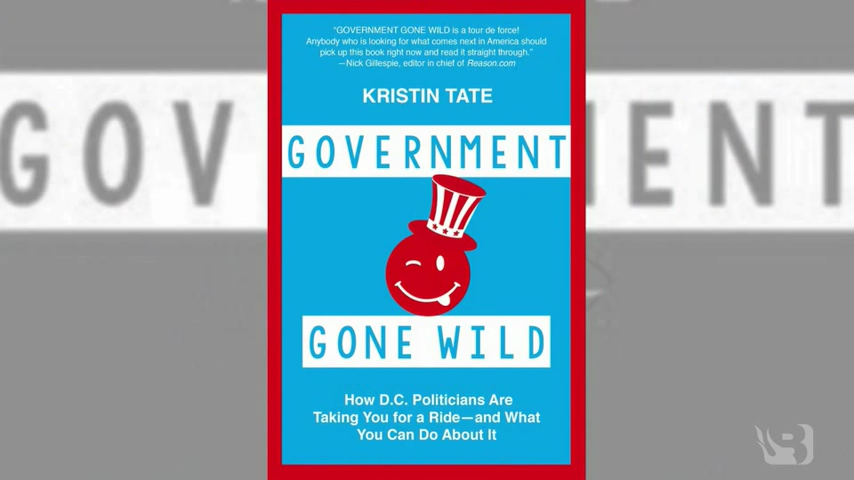 "GOVERNMENT GONE WILD is a tour de force!
Anybody who is looking for what comes next in America should
pick up this book right now and read it straight through."
—Nick Gillespie, editor in chief of Reason.com
KRISTIN TATE
GOVERNMENT
GONE WILD
How D.C. Politicians Are
Taking You for a Ride—and What
You Can Do About It
GOV
ENT
B